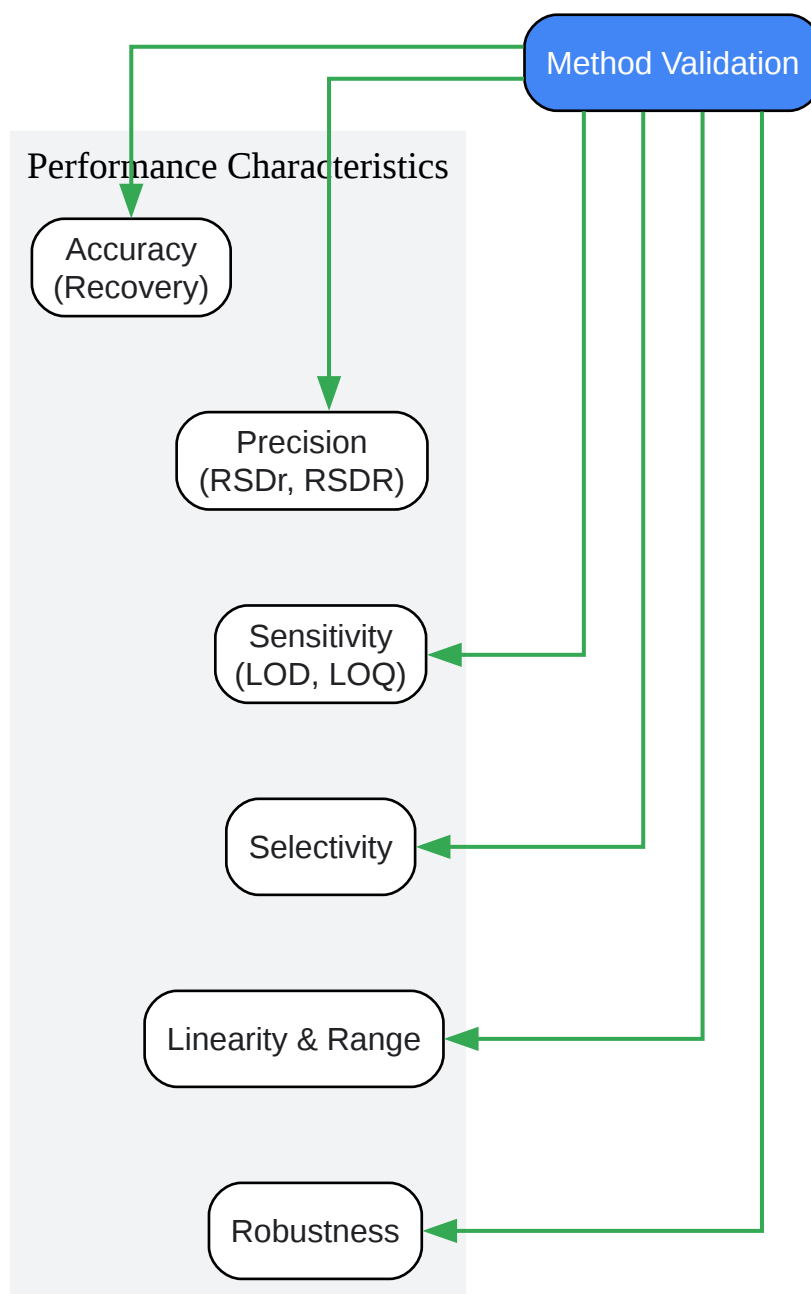 Method Validation
Performance Characteristics
Accuracy
(Recovery)
Precision
(RSDr, RSDR)
Sensitivity
(LOD, LOQ)
Selectivity
Linearity & Range
Robustness